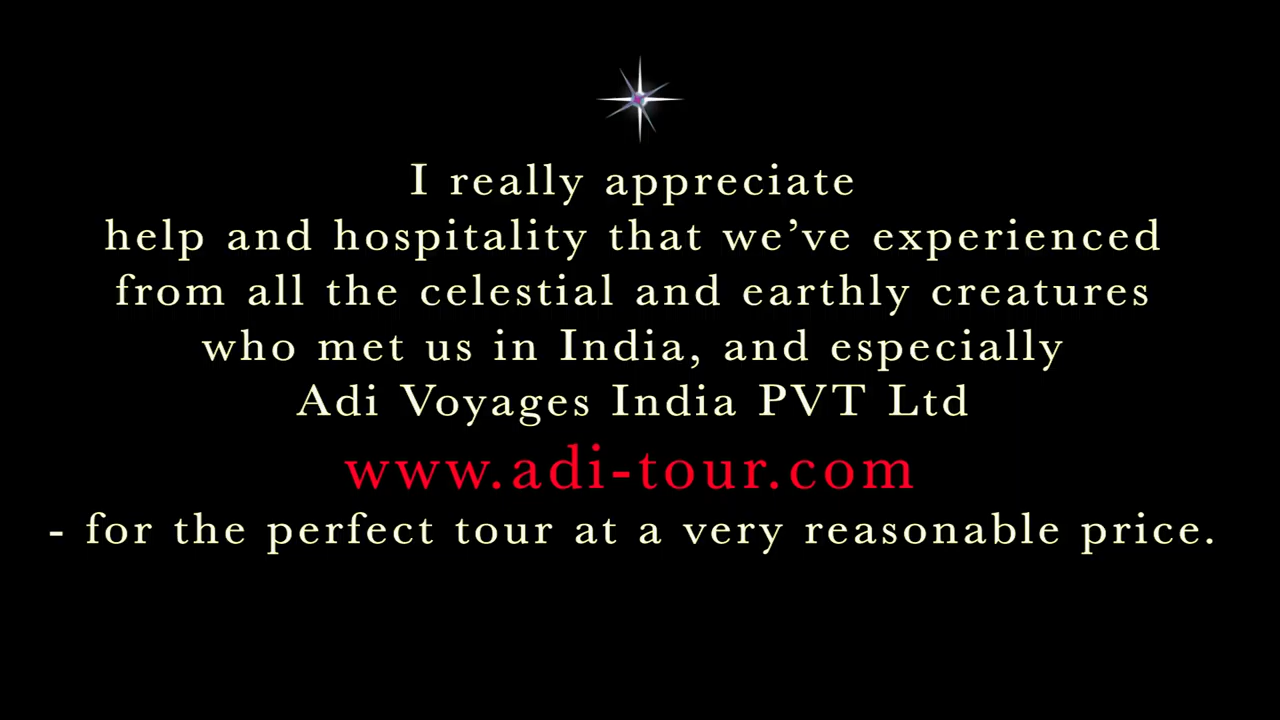 I really appreciate
help and hospitality that we’ve experienced
from all the celestial and earthly creatures
who met us in India, and especially
Adi Voyages India PVT Ltd
www.adi-tour.com
- for the perfect tour at a very reasonable price.